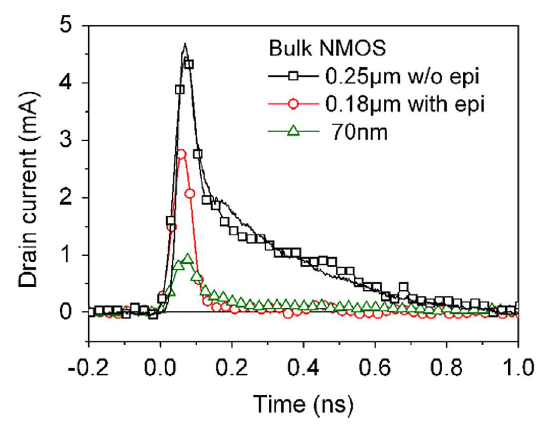 Bulk NMOS
0.25μm w/o epi
0.18μm with epi
70nm
Drain current (mA)
5
4
3
2
1
0
-0.2 0.0 0.2 0.4 0.6 0.8 1.0
Time (ns)